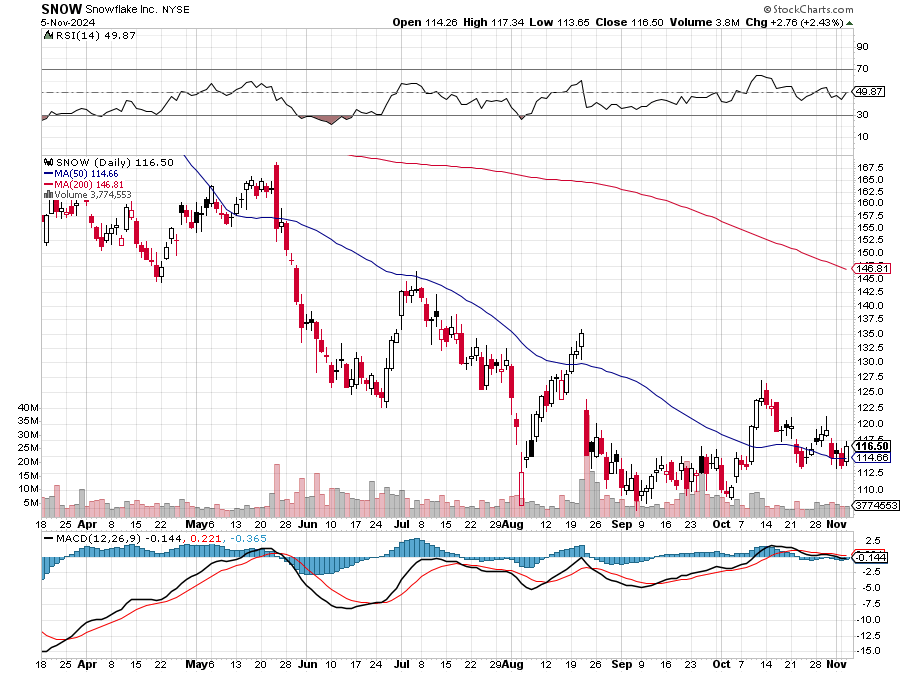 SNOW Snowflake Inc. NYSE © StockCharts.com
5-Nov-2024 Open 114.26 High 117.34 Low 113.65 Close 116.50 Volume 3.8M Chg +2.76 (+2.43%)
RSI(14) 49.87
90
70
50
49.87
30
10
SNOW (Daily) 116.50
MA(50) 114.66
MA(200) 146.81
Volume 3,774,553
167.5
165.0
162.5
160.0
157.5
155.0
152.5
150.0
146.81
145.0
142.5
140.0
137.5
135.0
132.5
130.0
127.5
125.0
122.5
120.0
117.5
116.50
114.66
112.5
110.0
3774553
40M
35M
30M
25M
20M
15M
10M
5M
18 25 Apr 8 15 22 May 6 13 20 28 Jun 10 17 24 Jul 8 15 22 29 Aug 12 19 26 Sep 9 16 23 Oct 7 14 21 28 Nov
MACD(12,26,9) -0.144, 0.221, -0.365
2.5
-0.144
-2.5
-5.0
-7.5
-10.0
-12.5
-15.0
18 25 Apr 8 15 22 May 6 13 20 28 Jun 10 17 24 Jul 8 15 22 29 Aug 12 19 26 Sep 9 16 23 Oct 7 14 21 28 Nov